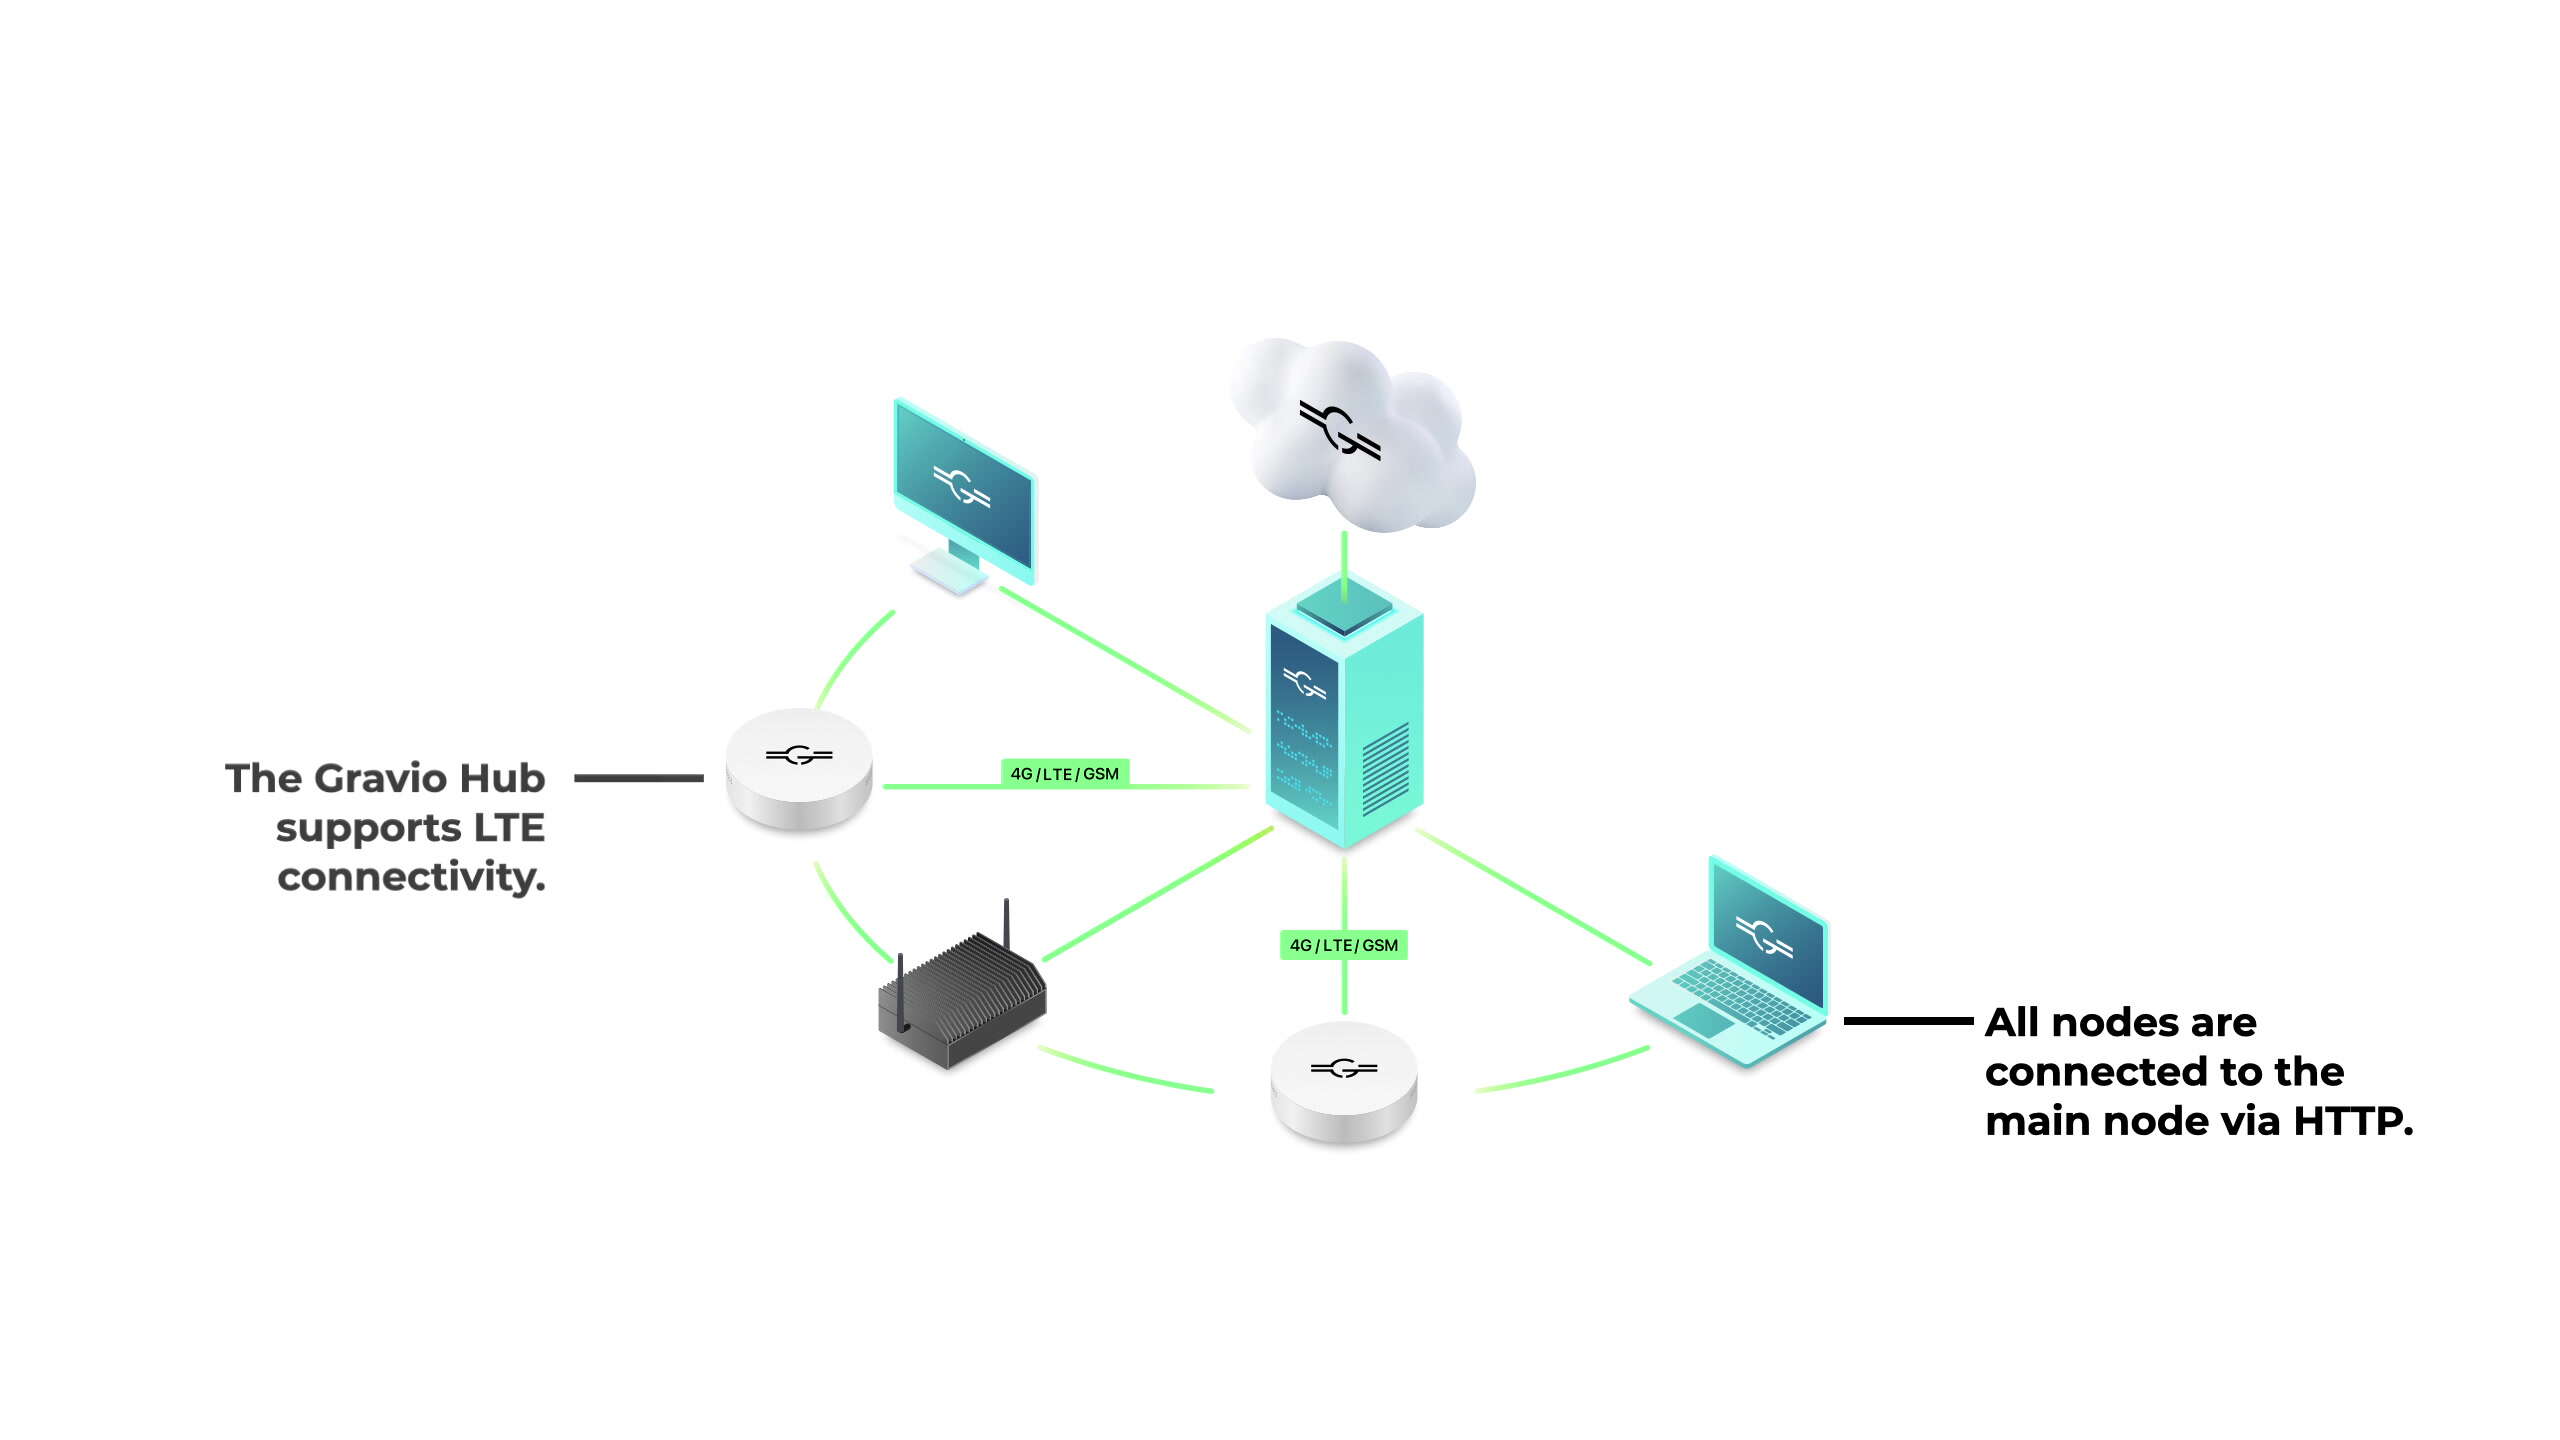 The Gravio Hub
supports LTE
connectivity.
4G / LTE / GSM
4G / LTE / GSM
All nodes are
connected to the
main node via HTTP.